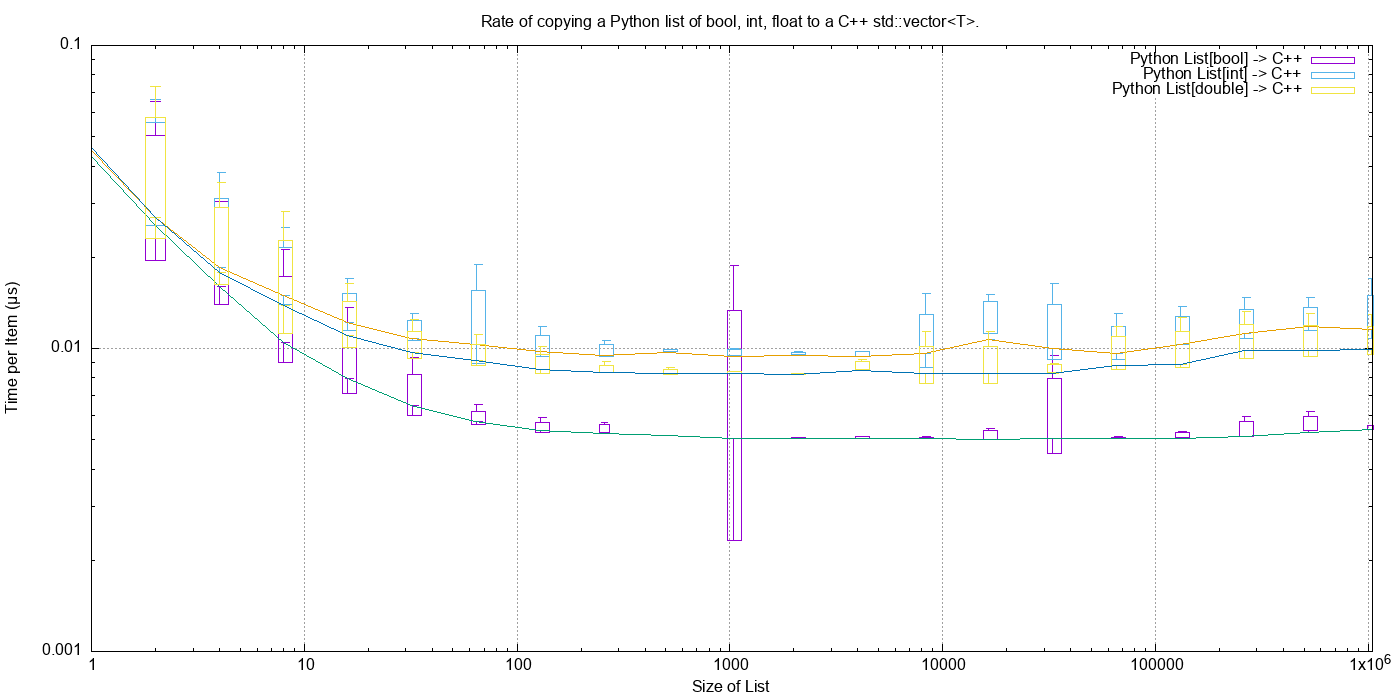 Rate of copying a Python list of bool, int, float to a C++ std::vector<T>.
Python List[bool] -> C++
Python List[int] -> C++
Python List[double] -> C++
0.1
0.01
0.001
Time per Item (µs)
1 10 100 1000 10000 100000 1x10⁶
Size of List